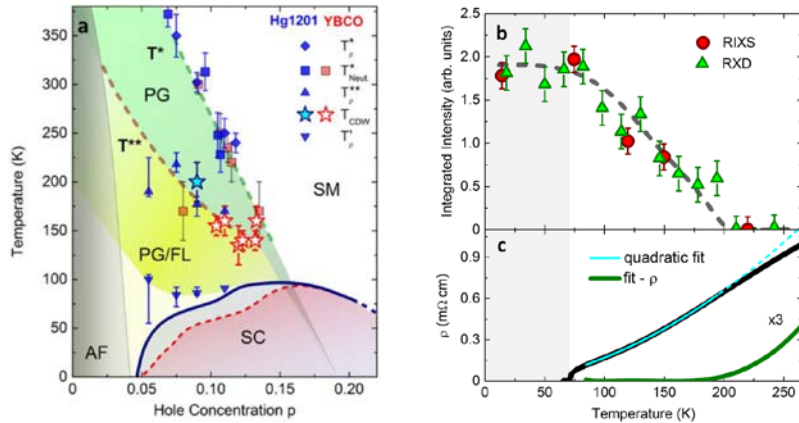 Hg1201 YBCO
a
T*ρ
T*Neut.
T**ρ
TCDW
T'ρ
T*
PG
T**
SM
PG/FL
AF
SC
350
300
250
200
150
100
50
0
Temperature (K)
0.00 0.05 0.10 0.15 0.20
Hole Concentration p
b
RIXS
RXD
2.5
2.0
1.5
1.0
0.5
0.0
Integrated Intensity (arb. units)
c
quadratic fit
fit - ρ
x3
0.9
0.6
0.3
0
ρ (mΩ cm)
0 50 100 150 200 250
Temperature (K)